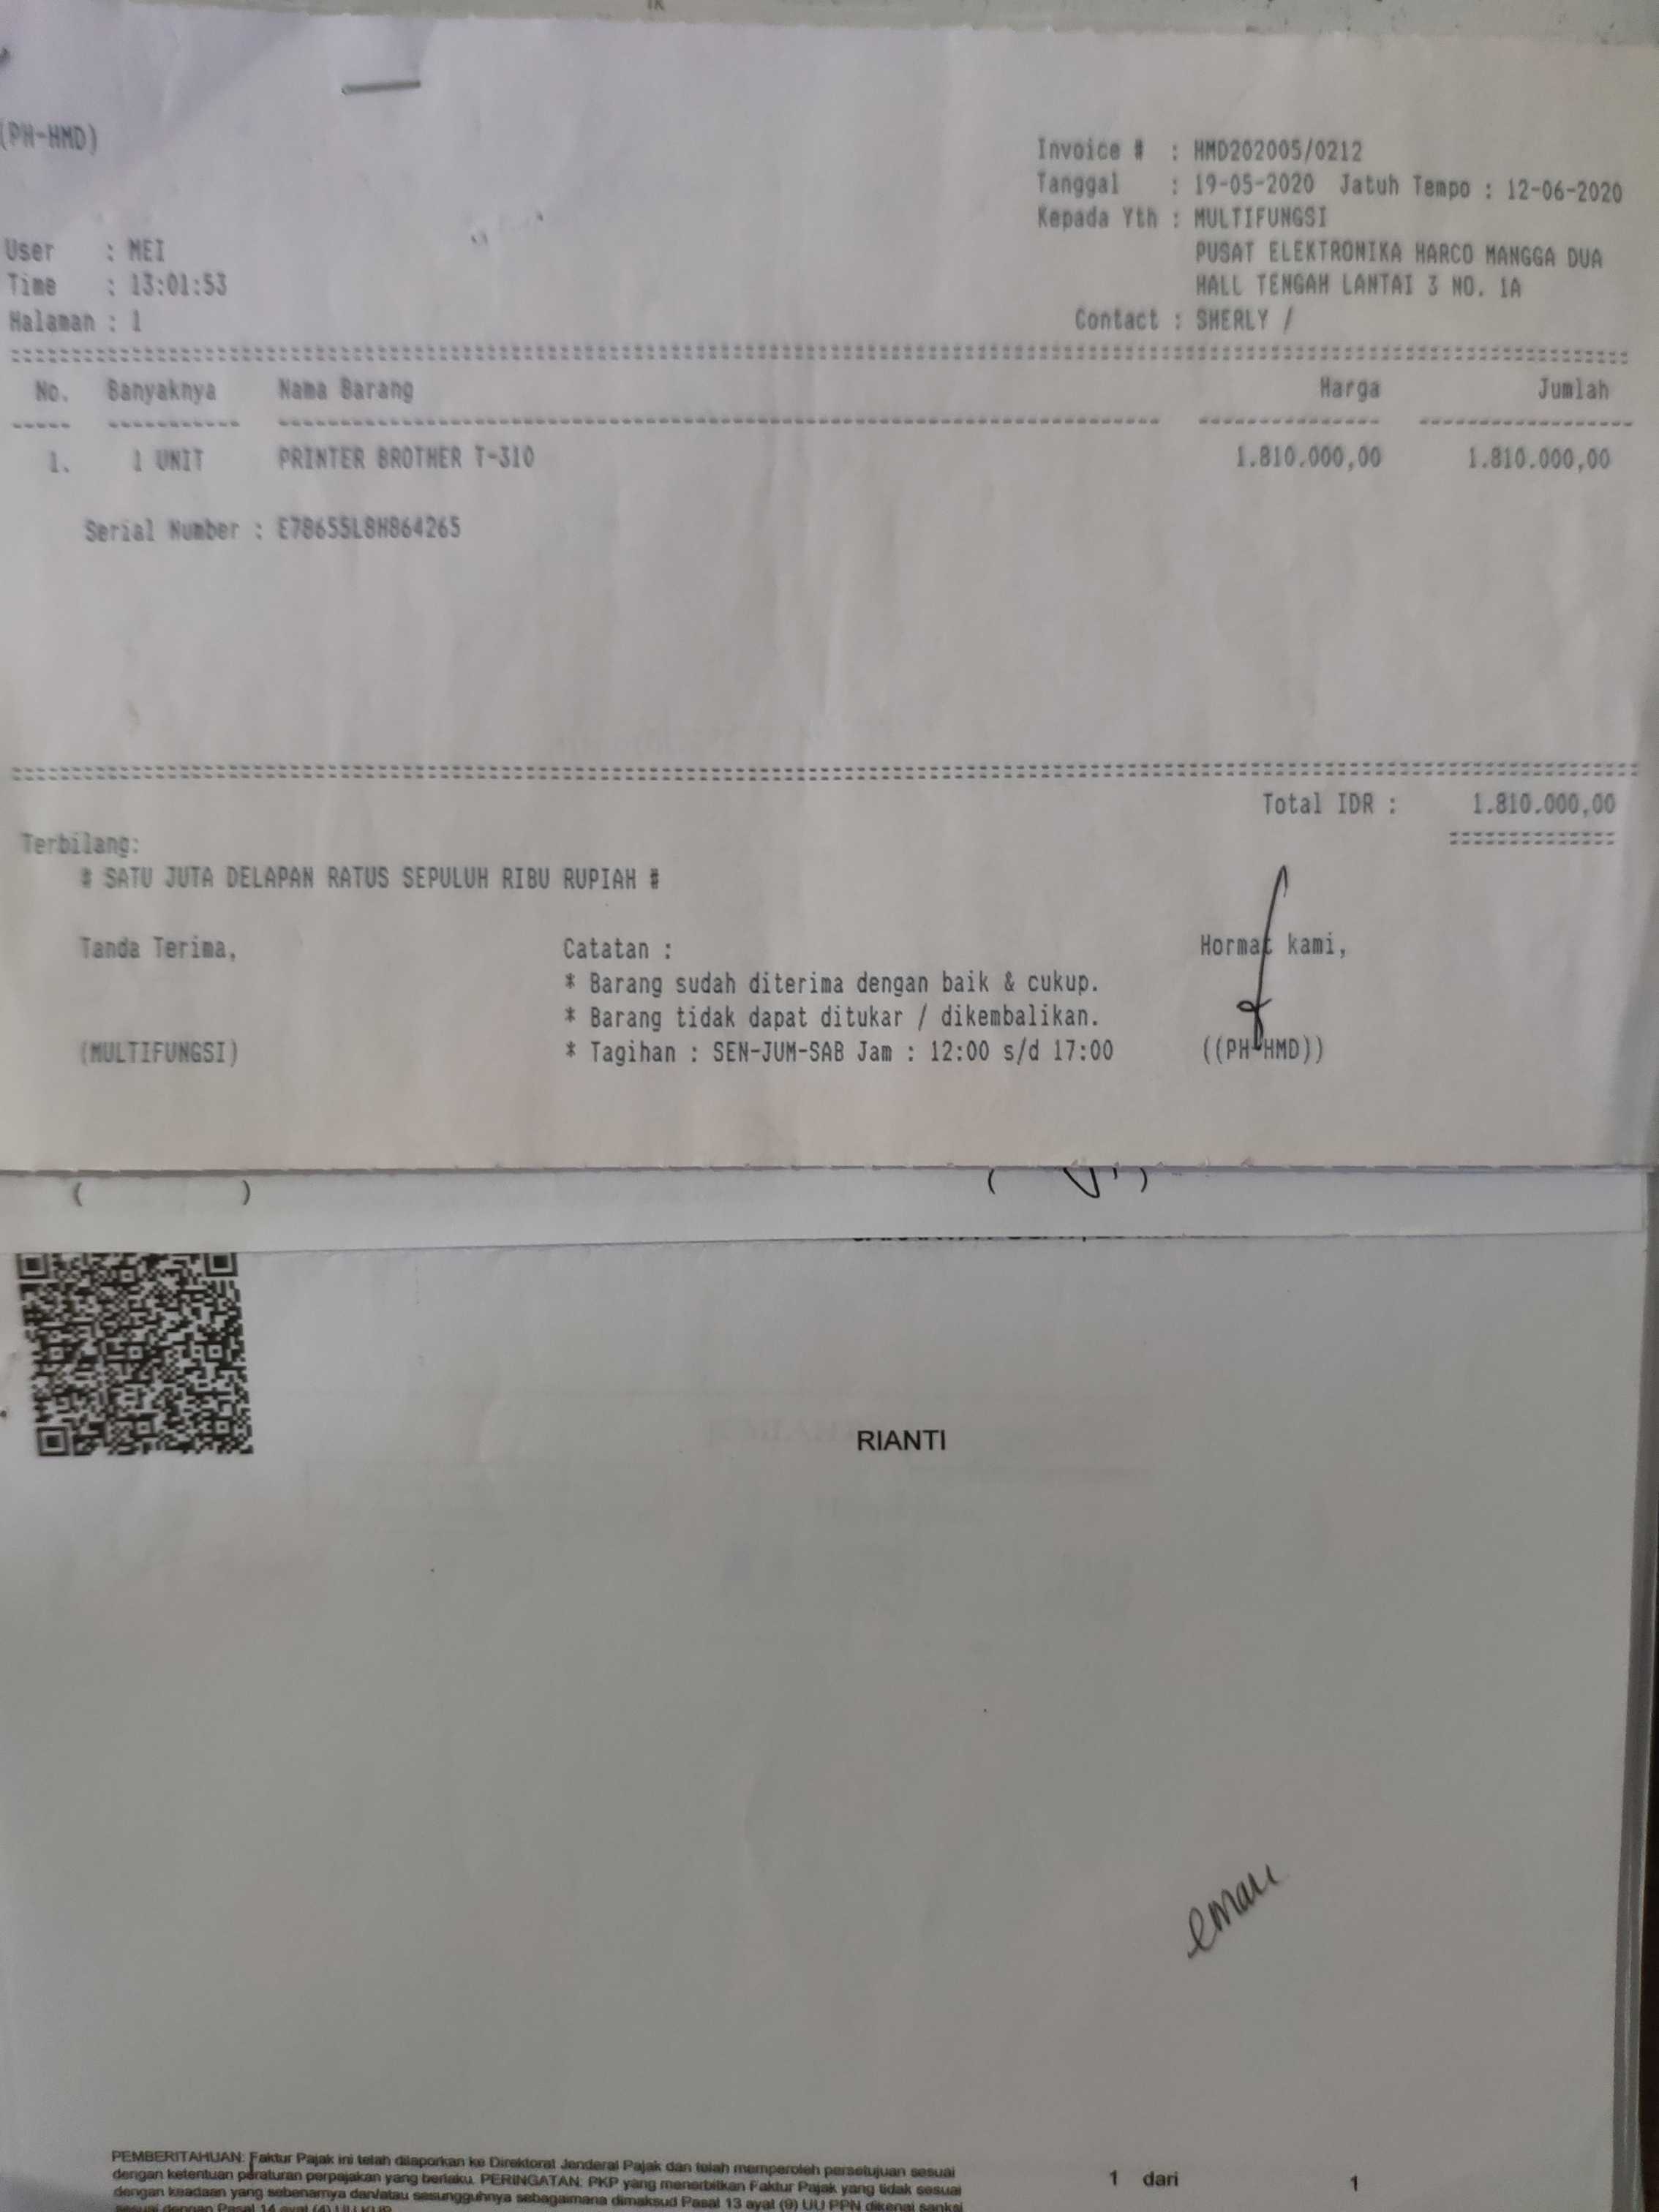 (PH-HMD)
Invoice # : HMD202005/0212
Tanggal : 19-05-2020 Jatuh Tempo : 12-06-2020
Kepada Yth : MULTIFUNGSI
PUSAT ELEKTRONIKA HARCO MANGGA DUA
HALL TENGAH LANTAI 3 NO. 1A
Contact : SHERLY /
User : MEI
Time : 13:01:53
Halaman : 1
No. Banyaknya Nama Barang Harga Jumlah
1. 1 UNIT PRINTER BROTHER T-310 1.810.000,00 1.810.000,00
Serial Number : E78655L8H864265
Total IDR : 1.810.000,00
Terbilang:
# SATU JUTA DELAPAN RATUS SEPULUH RIBU RUPIAH #
Tanda Terima,
(MULTIFUNGSI)
Catatan :
* Barang sudah diterima dengan baik & cukup.
* Barang tidak dapat ditukar / dikembalikan.
* Tagihan : SEN-JUM-SAB Jam : 12:00 s/d 17:00
Hormat kami,
((PH-HMD))
( ) ( )
RIANTI
PEMBERITAHUAN: Faktur Pajak ini telah dilaporkan ke Direktorat Jenderal Pajak dan telah memperoleh persetujuan sesuai
dengan ketentuan peraturan perpajakan yang berlaku. PERINGATAN: PKP yang menerbitkan Faktur Pajak yang tidak sesuai
dengan keadaan yang sebenarnya dan/atau sesungguhnya sebagaimana dimaksud Pasal 13 ayat (9) UU PPN dikenai sanksi
sesuai dengan Pasal 14 ayat (4) UU KUP
1 dari 1